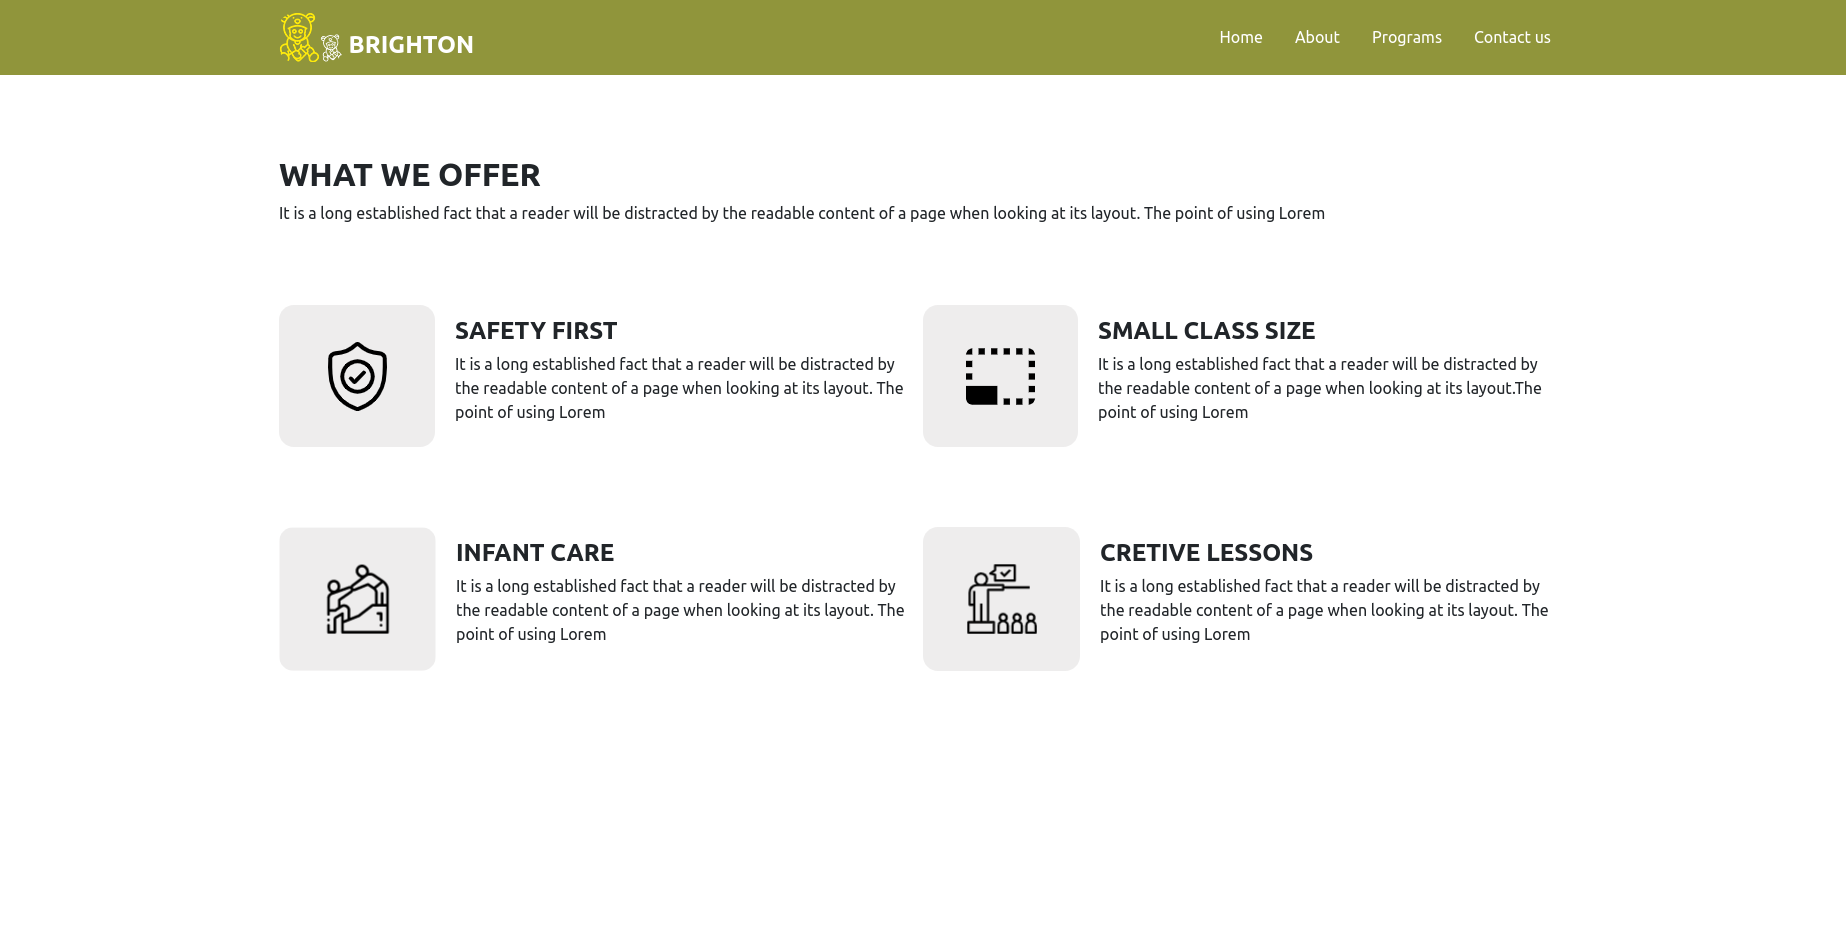 BRIGHTON
Home
About
Programs
Contact us
WHAT WE OFFER
It is a long established fact that a reader will be distracted by the readable content of a page when looking at its layout. The point of using Lorem
SAFETY FIRST
It is a long established fact that a reader will be distracted by
the readable content of a page when looking at its layout. The
point of using Lorem
SMALL CLASS SIZE
It is a long established fact that a reader will be distracted by
the readable content of a page when looking at its layout.The
point of using Lorem
INFANT CARE
It is a long established fact that a reader will be distracted by
the readable content of a page when looking at its layout. The
point of using Lorem
CRETIVE LESSONS
It is a long established fact that a reader will be distracted by
the readable content of a page when looking at its layout. The
point of using Lorem